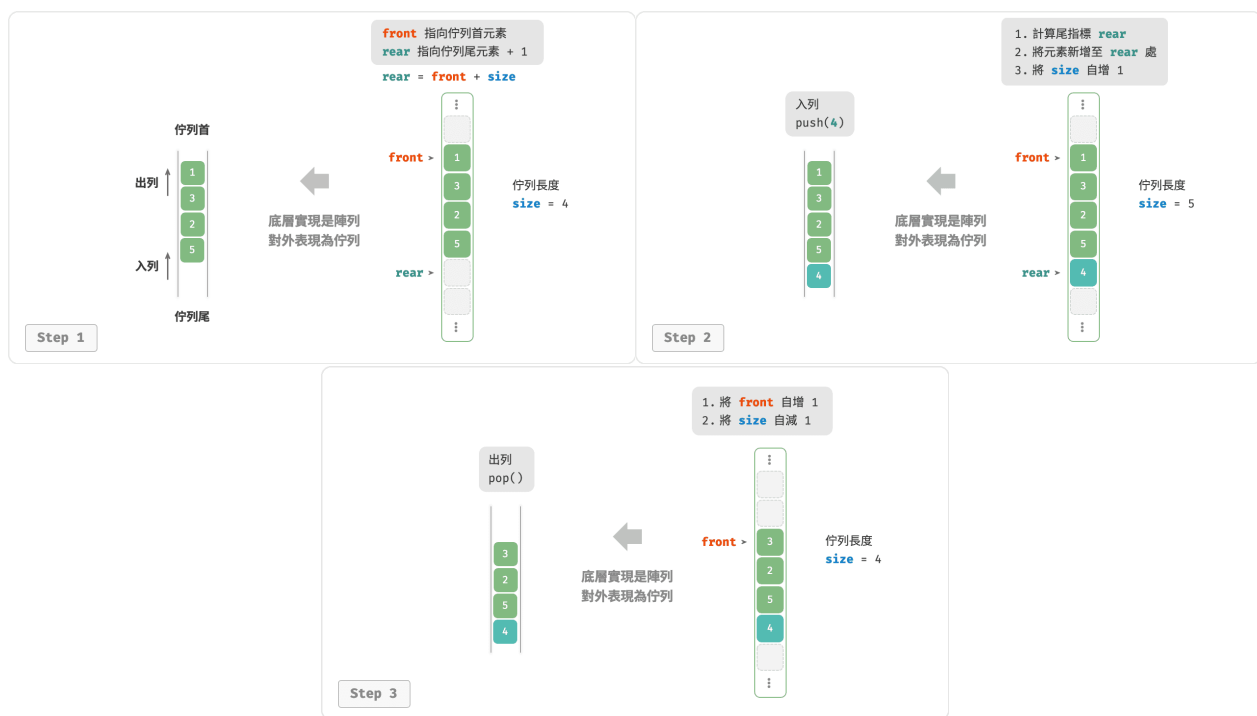 front 指向佇列首元素
rear 指向佇列尾元素 + 1
rear = front + size
佇列首
出列
入列
佇列尾
1
3
2
5
底層實現是陣列
對外表現為佇列
front
rear
⋮
1
3
2
5
⋮
佇列長度
size = 4
Step 1
1. 計算尾指標 rear
2. 將元素新增至 rear 處
3. 將 size 自增 1
入列
push(4)
1
3
2
5
4
底層實現是陣列
對外表現為佇列
front
rear
⋮
1
3
2
5
4
⋮
佇列長度
size = 5
Step 2
1. 將 front 自增 1
2. 將 size 自減 1
出列
pop()
3
2
5
4
底層實現是陣列
對外表現為佇列
front
⋮
3
2
5
4
⋮
佇列長度
size = 4
Step 3